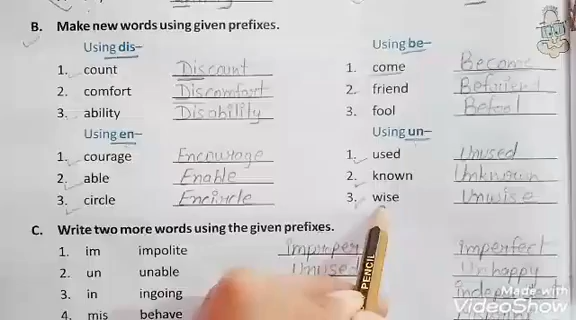 B. Make new words using given prefixes.
Using dis– Using be–
1. count Discount 1. come Become
2. comfort Discomfort 2. friend Befriend
3. ability Disability 3. fool Befool
Using en– Using un–
1. courage Encourage 1. used Unused
2. able Enable 2. known Unknown
3. circle Encircle 3. wise Unwise
C. Write two more words using the given prefixes.
1. im impolite improper imperfect
2. un unable Unused Unhappy
3. in ingoing independent
4. mis behave
PENCIL
Made with
VideoShow